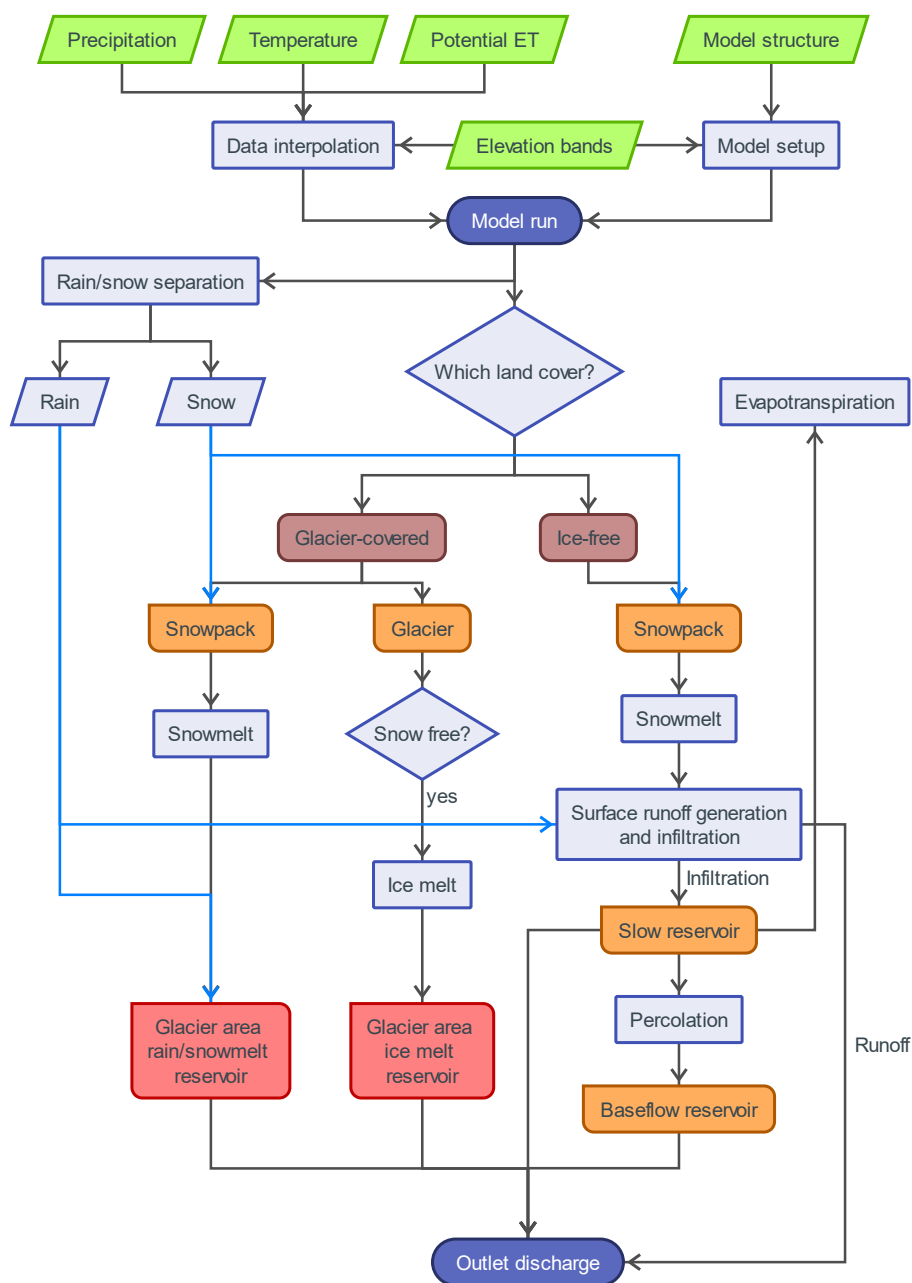 Precipitation
Temperature
Potential ET
Model structure
Data interpolation
Elevation bands
Model setup
Model run
Rain/snow separation
Which land cover?
Rain
Snow
Evapotranspiration
Glacier-covered
Ice-free
Snowpack
Glacier
Snowpack
Snowmelt
Snow free?
Snowmelt
yes
Surface runoff generation
and infiltration
Ice melt
Infiltration
Slow reservoir
Glacier area
rain/snowmelt
reservoir
Glacier area
ice melt
reservoir
Percolation
Runoff
Baseflow reservoir
Outlet discharge